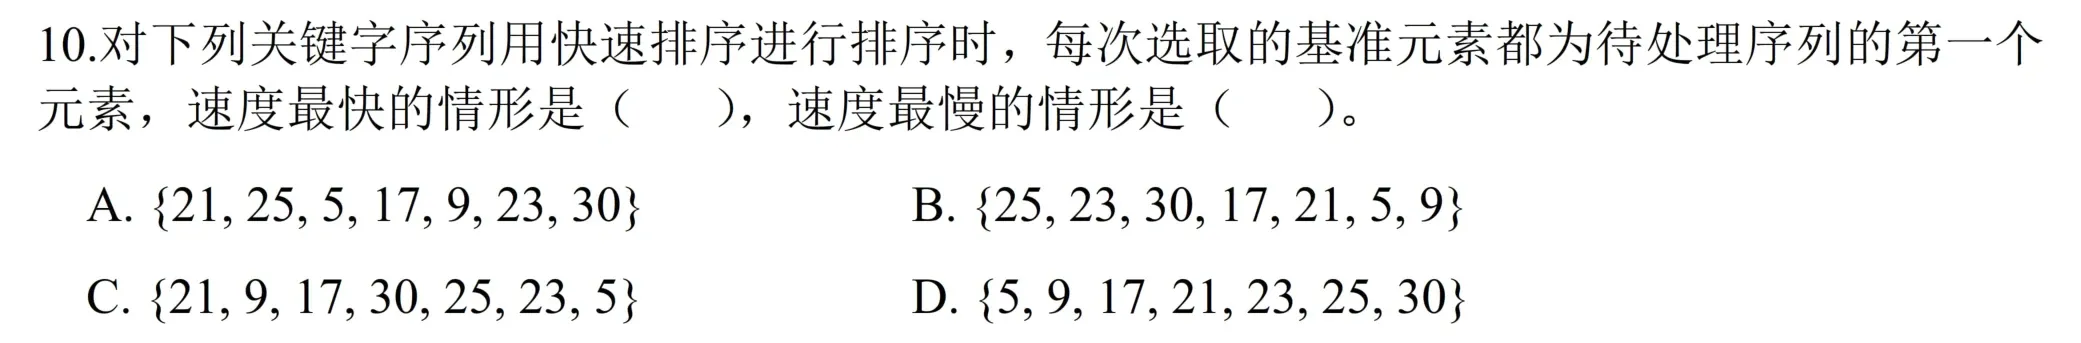 10.对下列关键字序列用快速排序进行排序时，每次选取的基准元素都为待处理序列的第一个
元素，速度最快的情形是（　　），速度最慢的情形是（　　）。
A. {21, 25, 5, 17, 9, 23, 30}　　B. {25, 23, 30, 17, 21, 5, 9}
C. {21, 9, 17, 30, 25, 23, 5}　　D. {5, 9, 17, 21, 23, 25, 30}